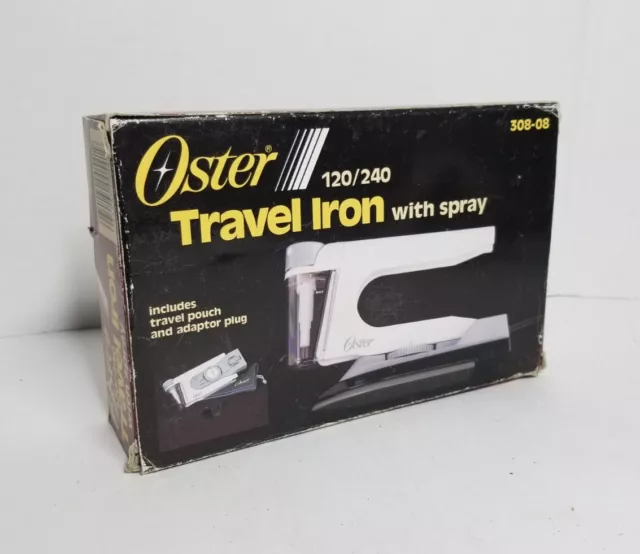 308-08
Oster®
120/240
Travel Iron with spray
includes
travel pouch
and adaptor plug
Oster